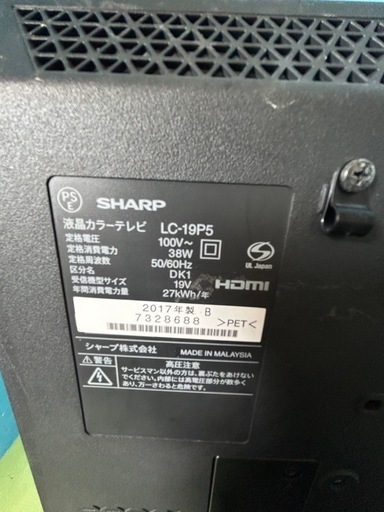 PS
E
SHARP
液晶カラーテレビ LC-19P5
定格電圧 100V～
定格消費電力 38W
定格周波数 50/60Hz
区分名 DK1
受信機型サイズ 19V
年間消費電力量 27kWh/年
UL Japan
HDMI
2017年製 B
7328688 >PET<
シャープ株式会社 MADE IN MALAYSIA
警告
高圧注意
サービスマン以外の方は、裏ぶたをあけないで
ください。内部には高電圧部分が数多く
あり、万一さわると危険です。